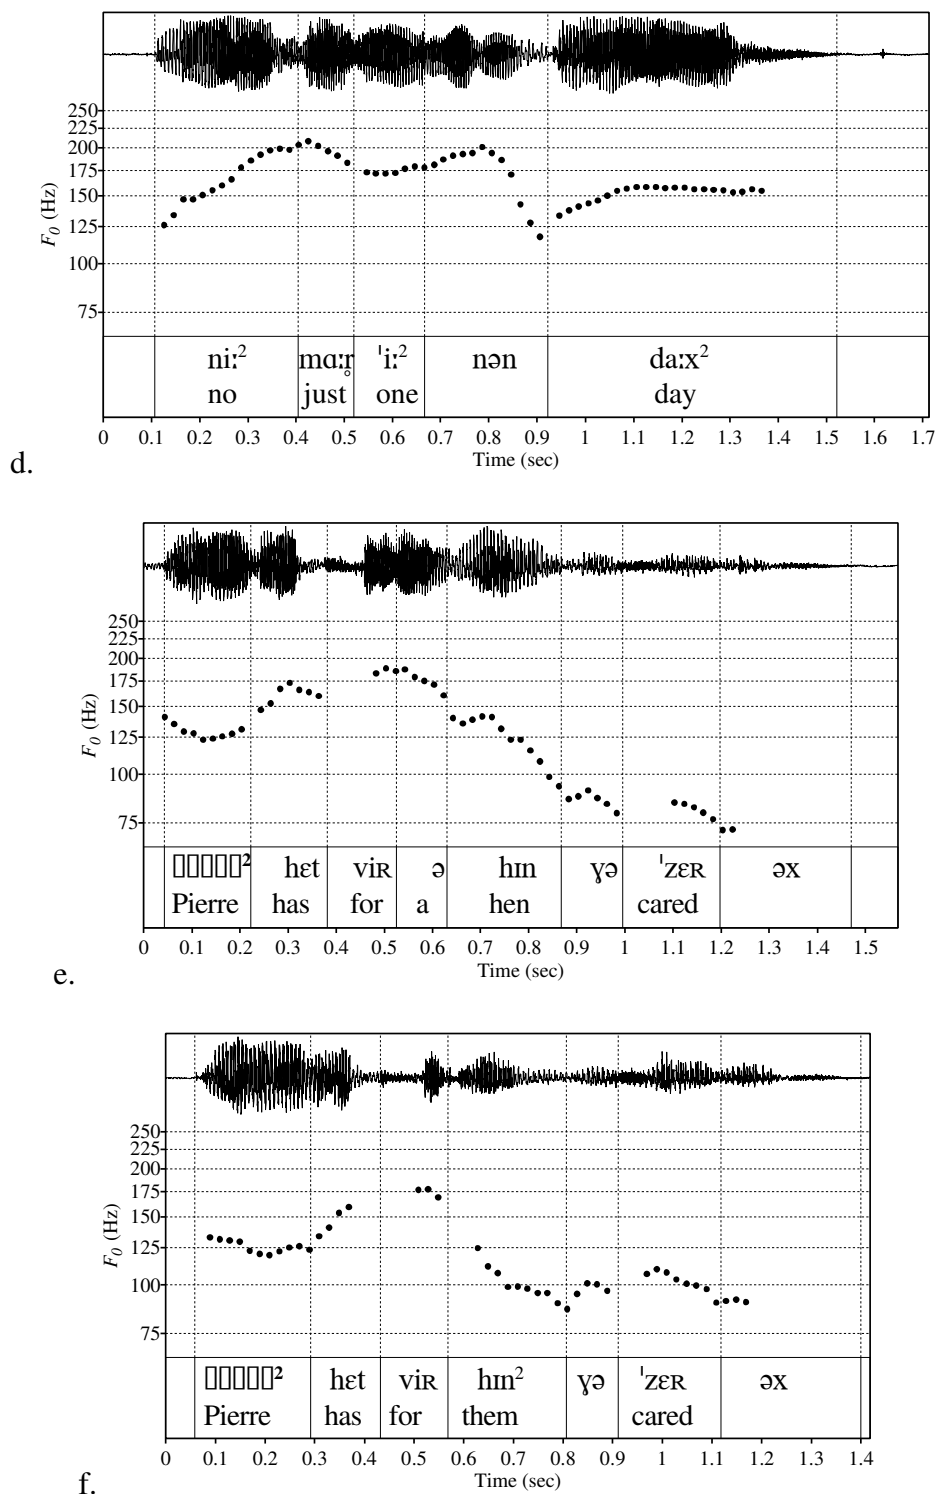 250
225
200
175
150
125
100
75
F0 (Hz)
niː² mɑːr̥ ˈiː² nən daːx²
no just one day
0 0.1 0.2 0.3 0.4 0.5 0.6 0.7 0.8 0.9 1 1.1 1.2 1.3 1.4 1.5 1.6 1.7
Time (sec)
d.
250
225
200
175
150
125
100
75
F0 (Hz)
▯▯▯▯▯² hɛt viʀ ə hɪn ɣə ˈzɛʀ əx
Pierre has for a hen cared
0 0.1 0.2 0.3 0.4 0.5 0.6 0.7 0.8 0.9 1 1.1 1.2 1.3 1.4 1.5
Time (sec)
e.
250
225
200
175
150
125
100
75
F0 (Hz)
▯▯▯▯▯² hɛt viʀ hɪn² ɣə ˈzɛʀ əx
Pierre has for them cared
0 0.1 0.2 0.3 0.4 0.5 0.6 0.7 0.8 0.9 1 1.1 1.2 1.3 1.4
Time (sec)
f.